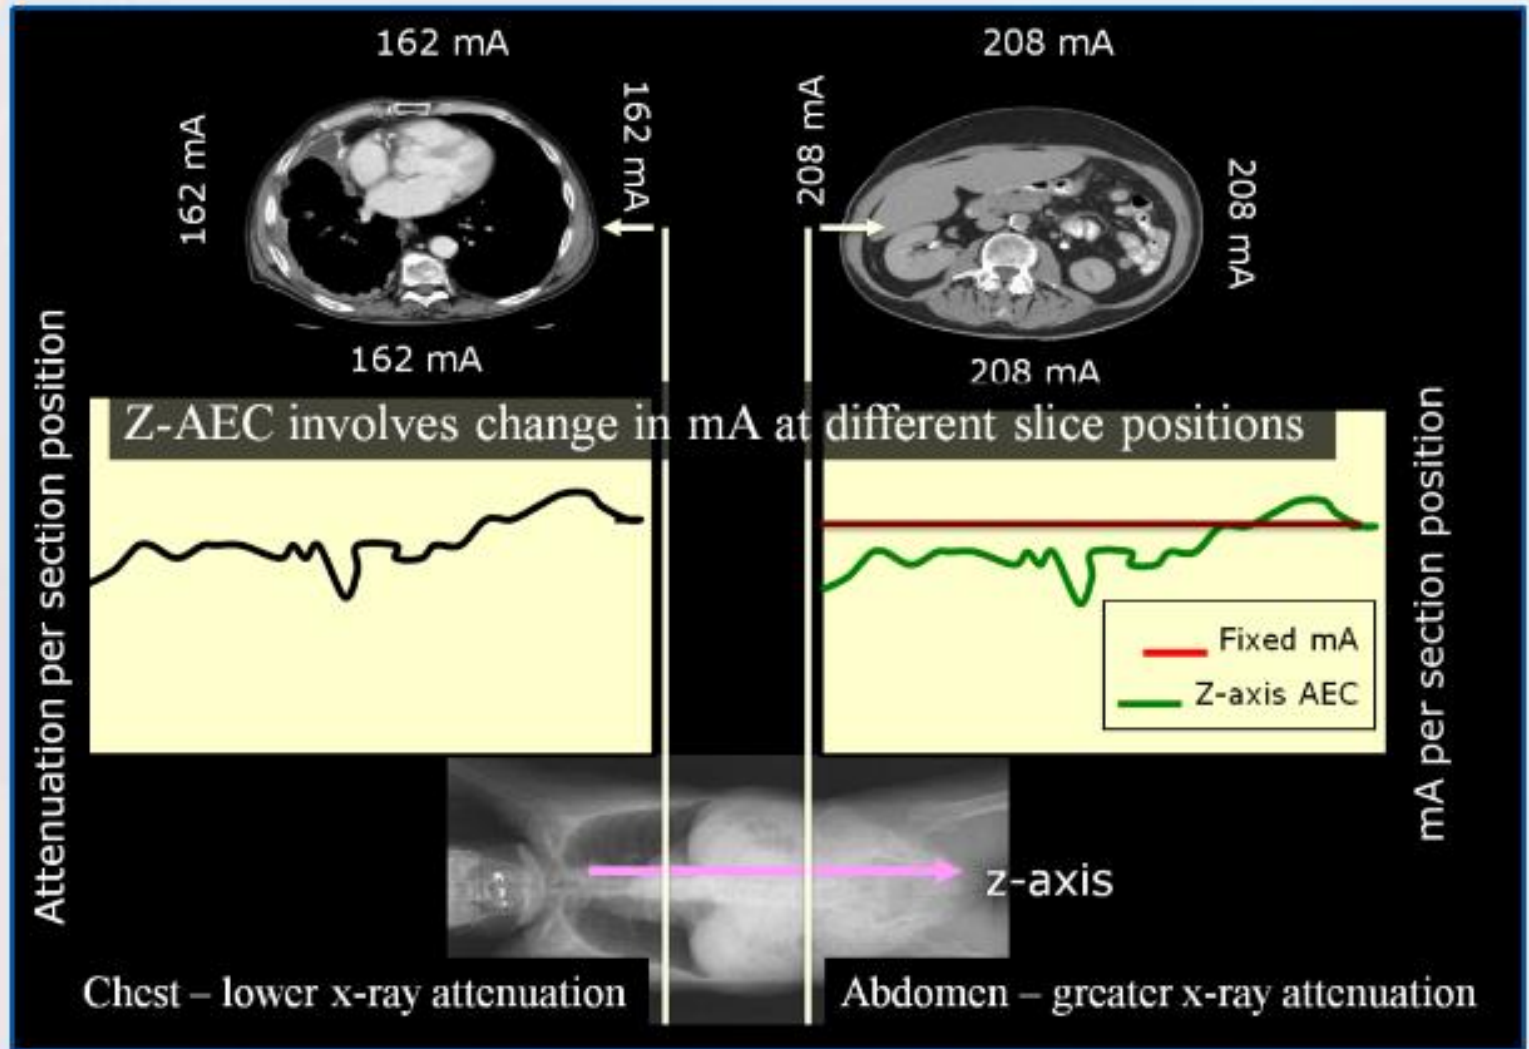 162 mA
208 mA
162 mA
162 mA
208 mA
208 mA
162 mA
208 mA
Z-AEC involves change in mA at different slice positions
Attenuation per section position
mA per section position
Fixed mA
Z-axis AEC
z-axis
Chest – lower x-ray attenuation
Abdomen – greater x-ray attenuation